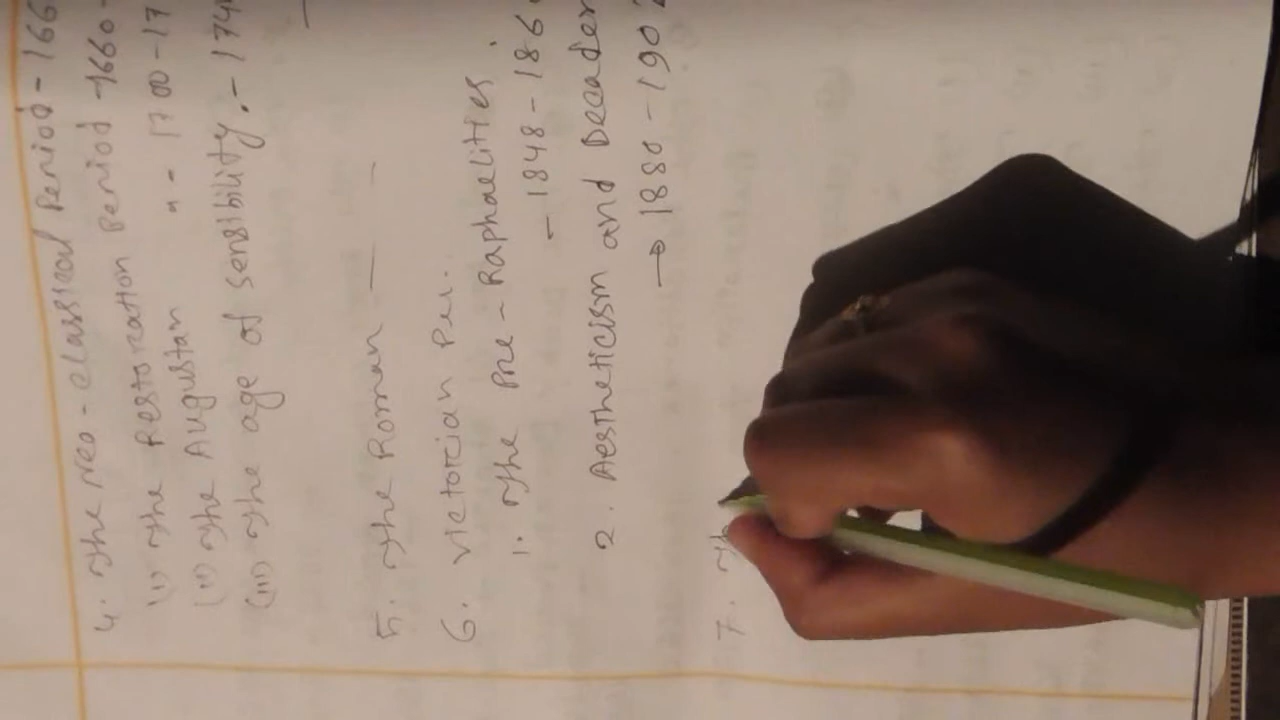 4. The Neo-classical Period - 166
(i) The Restoration Period - 1660 -
(ii) The Augustan " - 1700 - 17
(iii) The age of sensibility. - 174
5. The Roman — –
6. Victorian Per.
1. The Pre-Raphaelities
- 1848 - 186
2. Aestheticism and Decaden
→ 1880 - 190
7. Th